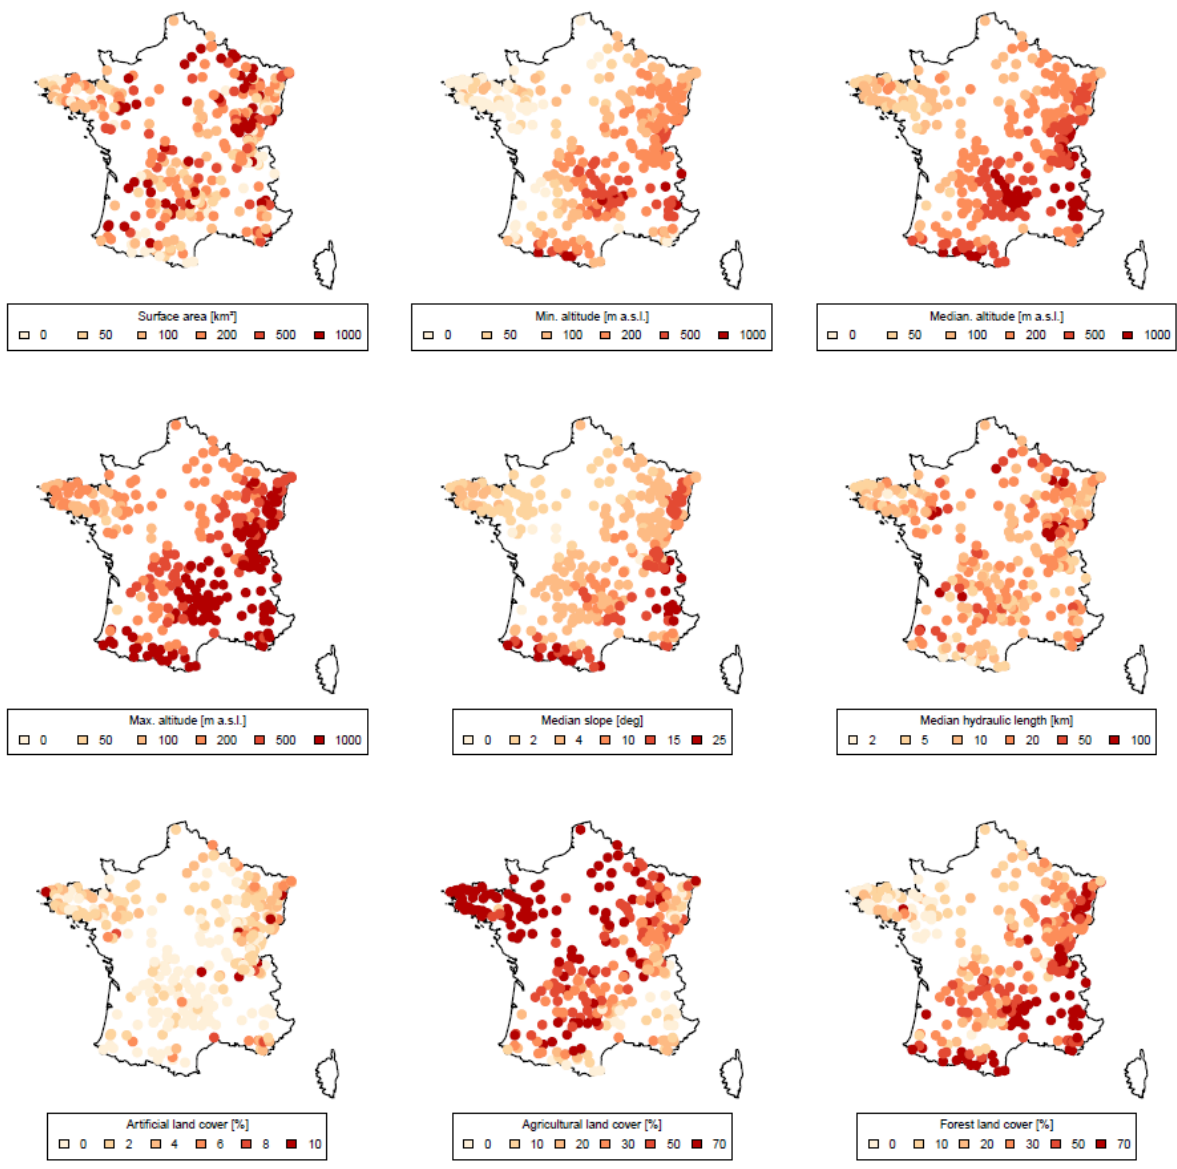 Surface area [km²]
0 50 100 200 500 1000
Min. altitude [m a.s.l.]
0 50 100 200 500 1000
Median. altitude [m a.s.l.]
0 50 100 200 500 1000
Max. altitude [m a.s.l.]
0 50 100 200 500 1000
Median slope [deg]
0 2 4 10 15 25
Median hydraulic length [km]
2 5 10 20 50 100
Artificial land cover [%]
0 2 4 6 8 10
Agricultural land cover [%]
0 10 20 30 50 70
Forest land cover [%]
0 10 20 30 50 70